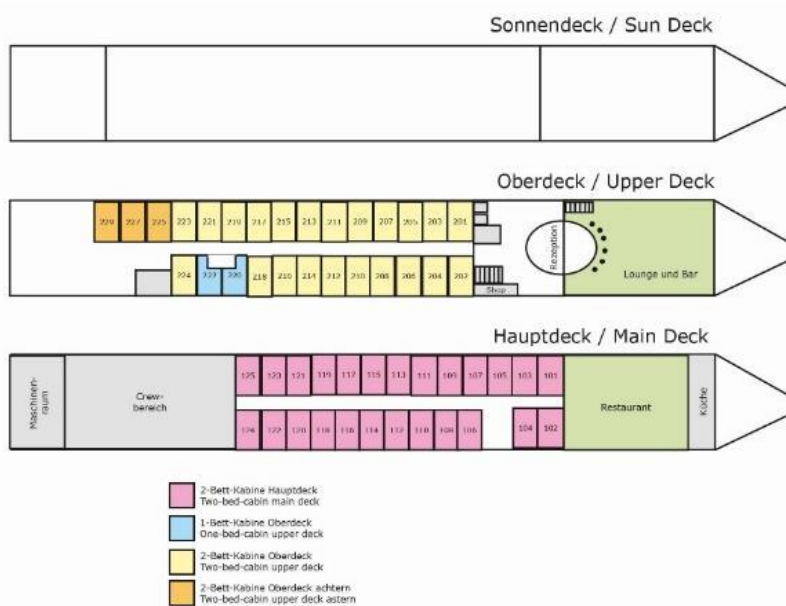 Sonnendeck / Sun Deck
Oberdeck / Upper Deck
229 227 225 223 221 219 217 215 213 211 209 207 205 203 201
Rezeption
224 222 220 218 216 214 212 210 208 206 204 202
Lounge und Bar
Shop
Hauptdeck / Main Deck
125 123 121 119 117 115 113 111 109 107 105 103 101
Maschinen-
raum
Crew-
bereich
Restaurant
Küche
124 122 120 118 116 114 112 110 108 106 104 102
2-Bett-Kabine Hauptdeck
Two-bed-cabin main deck
1-Bett-Kabine Oberdeck
One-bed-cabin upper deck
2-Bett-Kabine Oberdeck
Two-bed-cabin upper deck
2-Bett-Kabine Oberdeck achtern
Two-bed-cabin upper deck astern